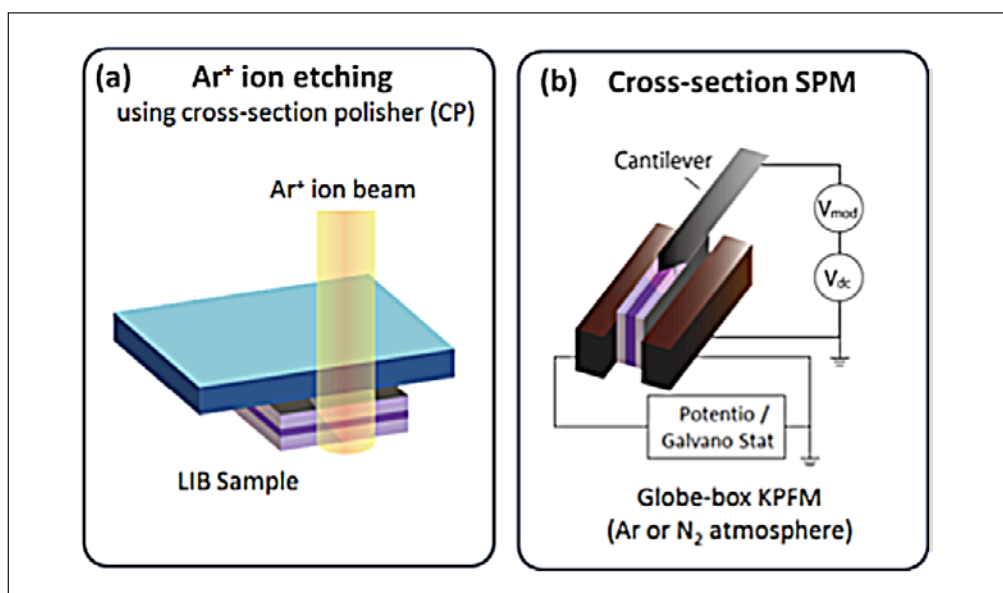 (a) Ar⁺ ion etching
using cross-section polisher (CP)
Ar⁺ ion beam
LIB Sample
(b) Cross-section SPM
Cantilever
Vmod
Vdc
Potentio /
Galvano Stat
Globe-box KPFM
(Ar or N₂ atmosphere)